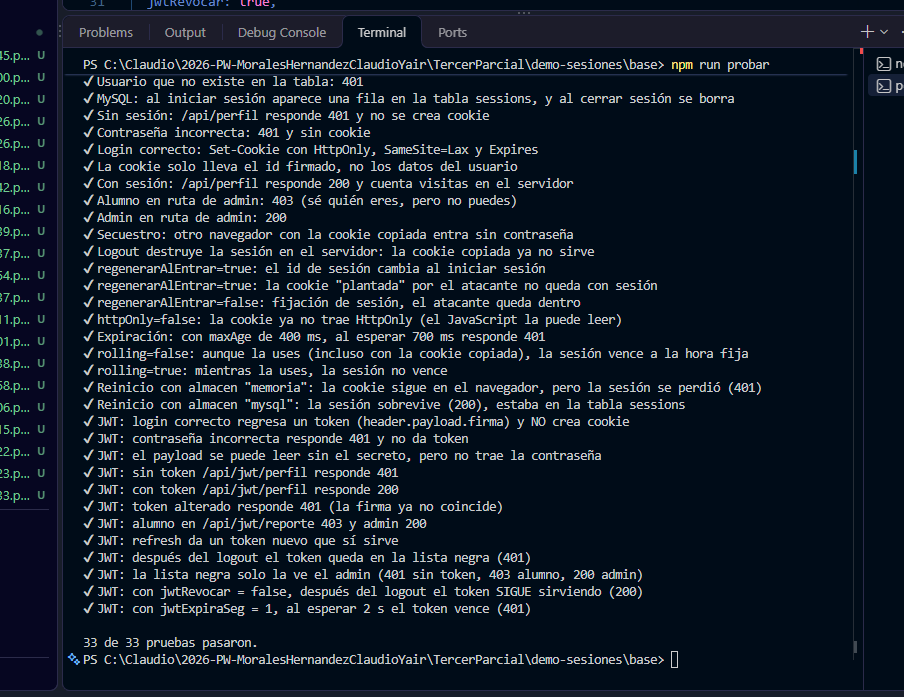 31 jwtRevocar: true,
Problems Output Debug Console Terminal Ports
PS C:\Claudio\2026-PW-MoralesHernandezClaudioYair\TercerParcial\demo-sesiones\base> npm run probar
✓ Usuario que no existe en la tabla: 401
✓ MySQL: al iniciar sesión aparece una fila en la tabla sessions, y al cerrar sesión se borra
✓ Sin sesión: /api/perfil responde 401 y no se crea cookie
✓ Contraseña incorrecta: 401 y sin cookie
✓ Login correcto: Set-Cookie con HttpOnly, SameSite=Lax y Expires
✓ La cookie solo lleva el id firmado, no los datos del usuario
✓ Con sesión: /api/perfil responde 200 y cuenta visitas en el servidor
✓ Alumno en ruta de admin: 403 (sé quién eres, pero no puedes)
✓ Admin en ruta de admin: 200
✓ Secuestro: otro navegador con la cookie copiada entra sin contraseña
✓ Logout destruye la sesión en el servidor: la cookie copiada ya no sirve
✓ regenerarAlEntrar=true: el id de sesión cambia al iniciar sesión
✓ regenerarAlEntrar=true: la cookie "plantada" por el atacante no queda con sesión
✓ regenerarAlEntrar=false: fijación de sesión, el atacante queda dentro
✓ httpOnly=false: la cookie ya no trae HttpOnly (el JavaScript la puede leer)
✓ Expiración: con maxAge de 400 ms, al esperar 700 ms responde 401
✓ rolling=false: aunque la uses (incluso con la cookie copiada), la sesión vence a la hora fija
✓ rolling=true: mientras la uses, la sesión no vence
✓ Reinicio con almacen "memoria": la cookie sigue en el navegador, pero la sesión se perdió (401)
✓ Reinicio con almacen "mysql": la sesión sobrevive (200), estaba en la tabla sessions
✓ JWT: login correcto regresa un token (header.payload.firma) y NO crea cookie
✓ JWT: contraseña incorrecta responde 401 y no da token
✓ JWT: el payload se puede leer sin el secreto, pero no trae la contraseña
✓ JWT: sin token /api/jwt/perfil responde 401
✓ JWT: con token /api/jwt/perfil responde 200
✓ JWT: token alterado responde 401 (la firma ya no coincide)
✓ JWT: alumno en /api/jwt/reporte 403 y admin 200
✓ JWT: refresh da un token nuevo que sí sirve
✓ JWT: después del logout el token queda en la lista negra (401)
✓ JWT: la lista negra solo la ve el admin (401 sin token, 403 alumno, 200 admin)
✓ JWT: con jwtRevocar = false, después del logout el token SIGUE sirviendo (200)
✓ JWT: con jwtExpiraSeg = 1, al esperar 2 s el token vence (401)
33 de 33 pruebas pasaron.
PS C:\Claudio\2026-PW-MoralesHernandezClaudioYair\TercerParcial\demo-sesiones\base>